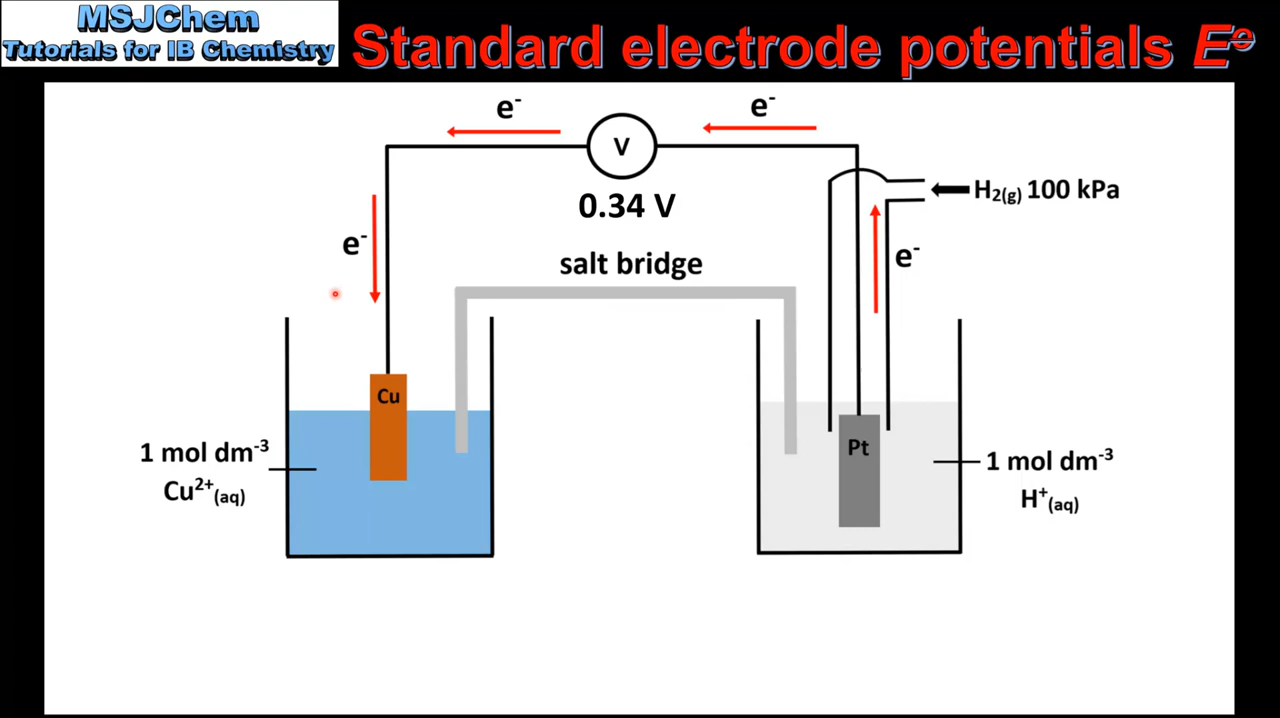 MSJChem
Tutorials for IB Chemistry
Standard electrode potentials E⦵
e⁻
e⁻
V
0.34 V
H₂(g) 100 kPa
e⁻
e⁻
salt bridge
Cu
Pt
1 mol dm⁻³
Cu²⁺(aq)
1 mol dm⁻³
H⁺(aq)